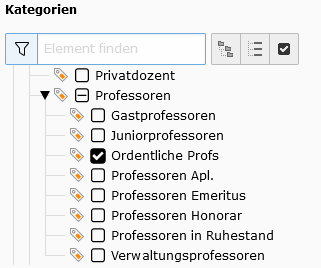 Kategorien
Element finden
Privatdozent
Professoren
Gastprofessoren
Juniorprofessoren
Ordentliche Profs
Professoren Apl.
Professoren Emeritus
Professoren Honorar
Professoren in Ruhestand
Verwaltungsprofessoren